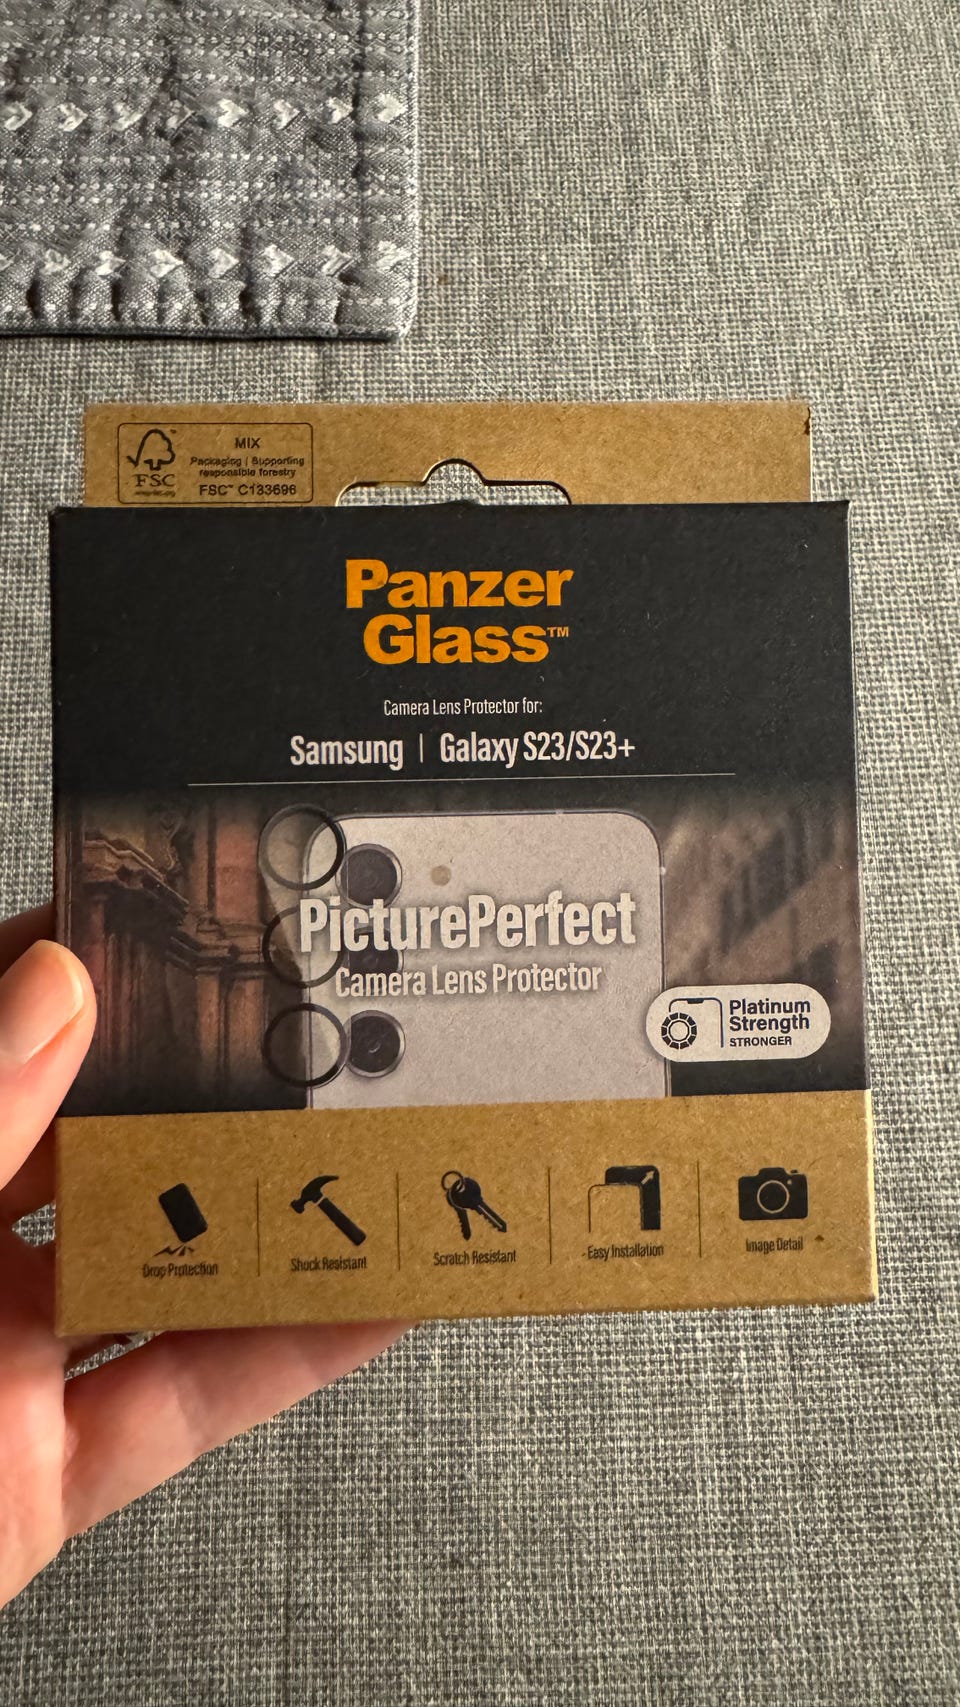 MIX
Packaging | Supporting
responsible forestry
FSC™ C133696
FSC
PanzerGlass™
Camera Lens Protector for:
Samsung | Galaxy S23/S23+
PicturePerfect
Camera Lens Protector
Platinum
Strength
STRONGER
Drop Protection
Shock Resistant
Scratch Resistant
Easy Installation
Image Detail